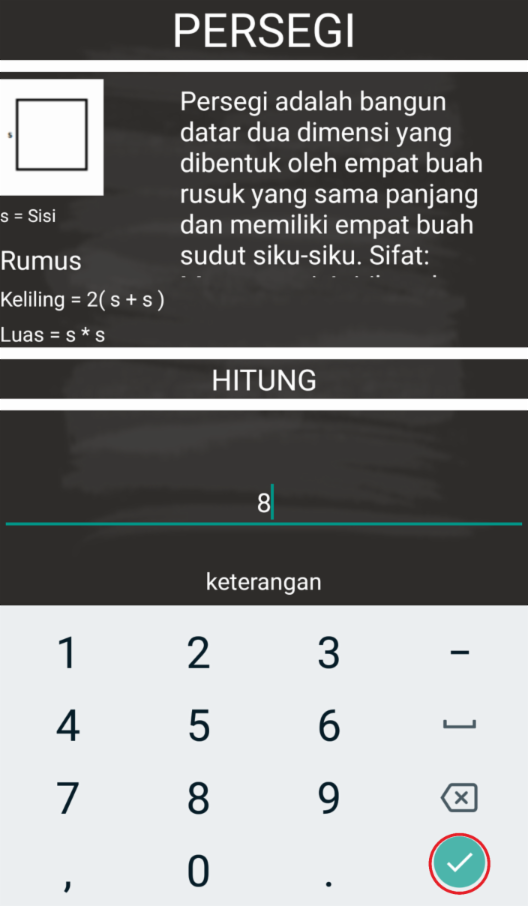 PERSEGI
s
s = Sisi
Rumus
Keliling = 2( s + s )
Luas = s * s
Persegi adalah bangun
datar dua dimensi yang
dibentuk oleh empat buah
rusuk yang sama panjang
dan memiliki empat buah
sudut siku-siku. Sifat:
HITUNG
8
keterangan
1 2 3 -
4 5 6
7 8 9
, 0 .